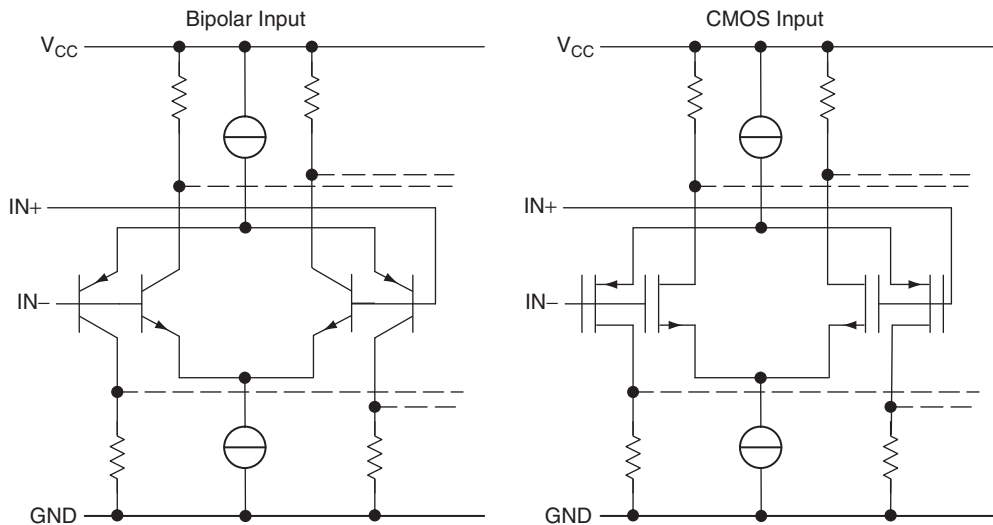 Bipolar Input
VCC
IN+
IN−
GND
CMOS Input
VCC
IN+
IN−
GND